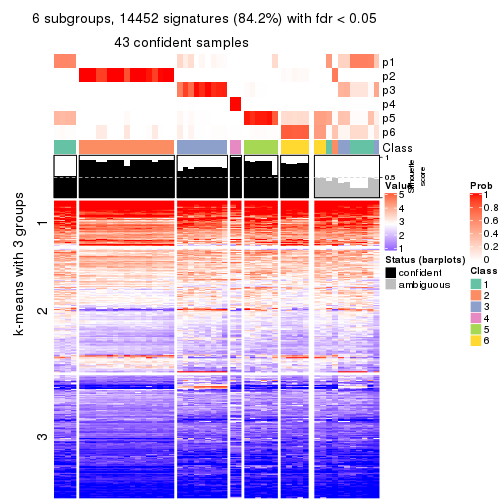 6 subgroups, 14452 signatures (84.2%) with fdr < 0.05
43 confident samples
p1
p2
p3
p4
p5
p6
Class
1
0.5
0
Silhouette
score
k-means with 3 groups
1
2
3
Value
5
4
3
2
1
Status (barplots)
confident
ambiguous
Prob
1
0.8
0.6
0.4
0.2
0
Class
1
2
3
4
5
6